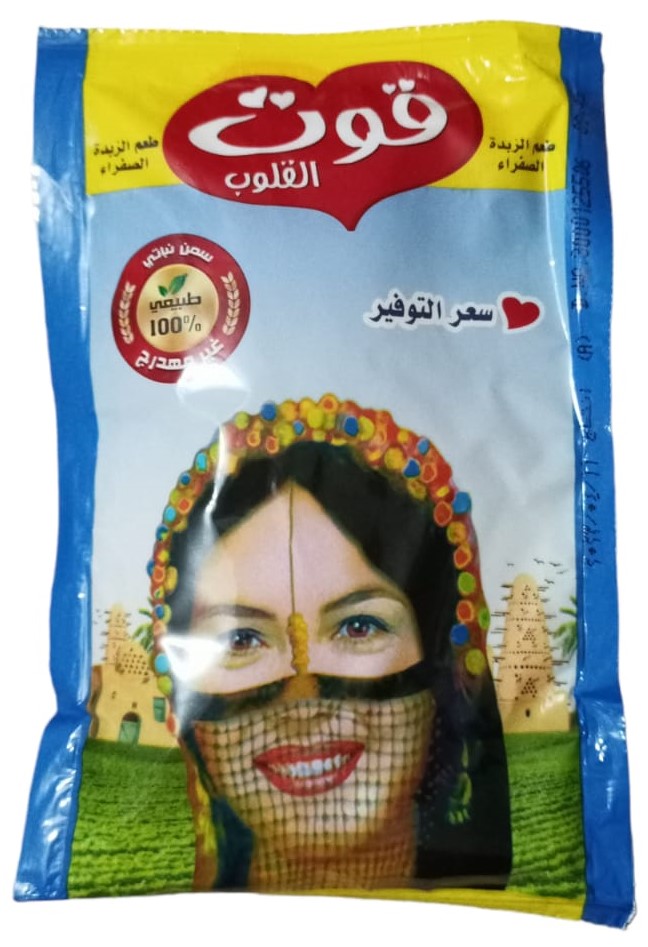 قوت
القلوب
طعم الزبدة
الصفراء
طعم الزبدة
الصفراء
سمن نباتي
طبيعي
100%
غير مهدرج
سعر التوفير